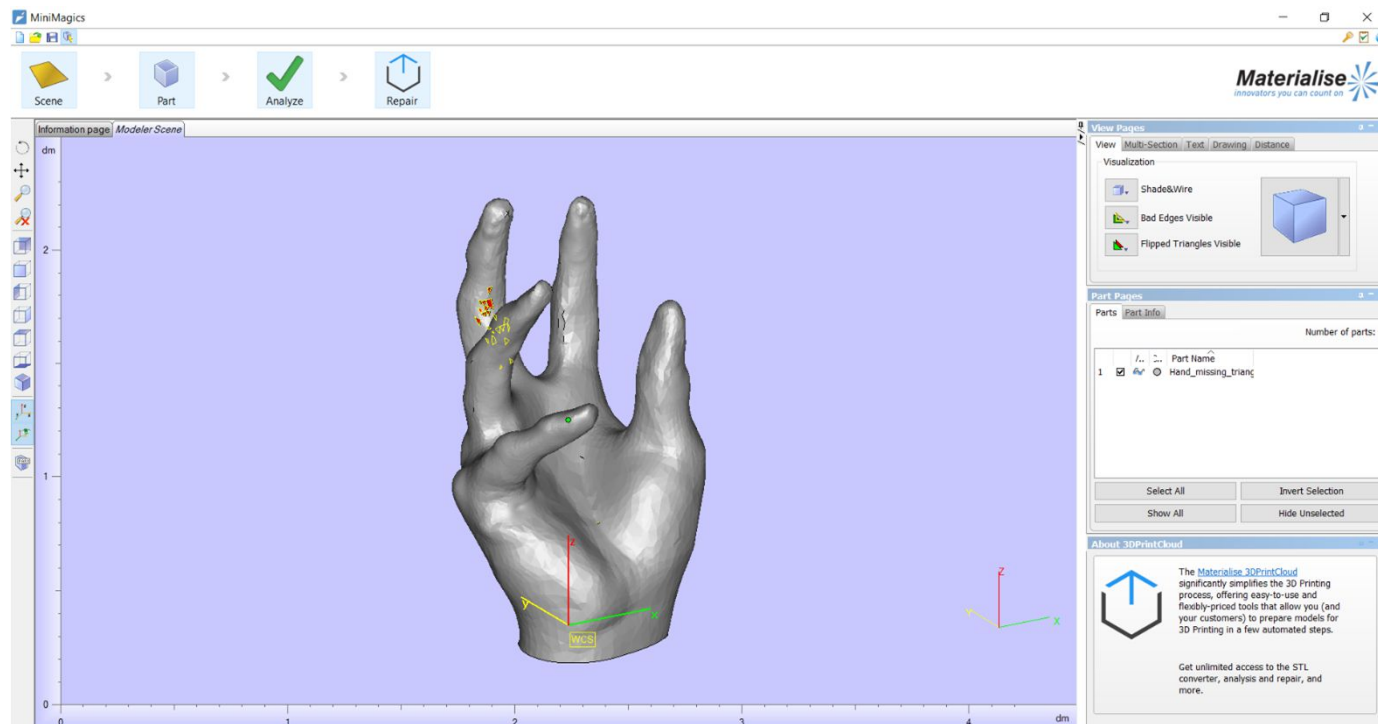 MiniMagics
Scene
Part
Analyze
Repair
Materialise
innovators you can count on
Information page
Modeler Scene
dm
2
1
0
0
1
2
3
4
dm
z
y
x
WCS
Z
Y
X
View Pages
View
Multi-Section
Text
Drawing
Distance
Visualization
Shade&Wire
Bad Edges Visible
Flipped Triangles Visible
Part Pages
Parts
Part Info
Number of parts:
/.. Part Name
1 Hand_missing_triang
Select All
Invert Selection
Show All
Hide Unselected
About 3DPrintCloud
The Materialise 3DPrintCloud
significantly simplifies the 3D Printing
process, offering easy-to-use and
flexibly-priced tools that allow you (and
your customers) to prepare models for
3D Printing in a few automated steps.
Get unlimited access to the STL
converter, analysis and repair, and
more.